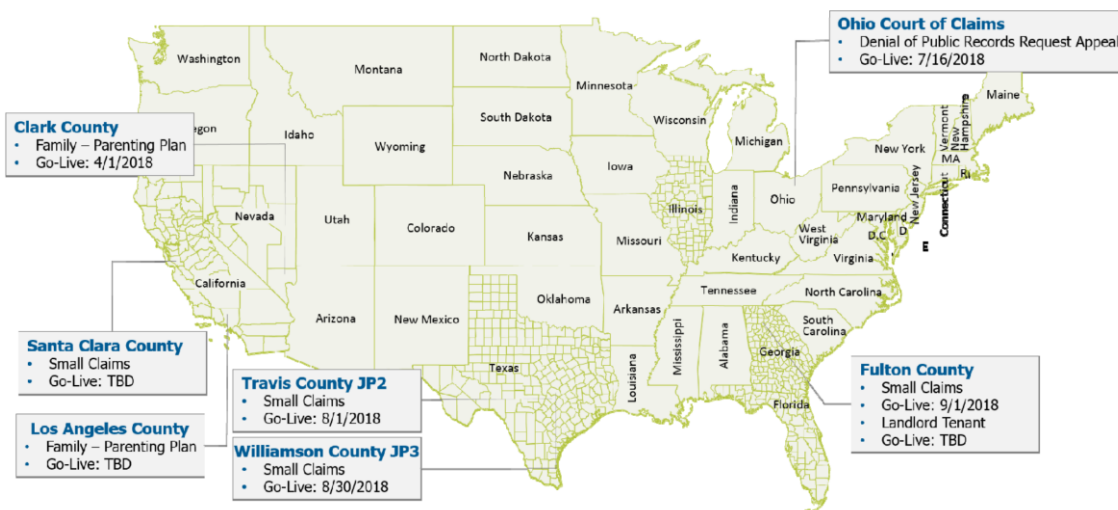 Ohio Court of Claims
• Denial of Public Records Request Appeal
• Go-Live: 7/16/2018
Clark County
• Family – Parenting Plan
• Go-Live: 4/1/2018
Santa Clara County
• Small Claims
• Go-Live: TBD
Los Angeles County
• Family – Parenting Plan
• Go-Live: TBD
Travis County JP2
• Small Claims
• Go-Live: 8/1/2018
Williamson County JP3
• Small Claims
• Go-Live: 8/30/2018
Fulton County
• Small Claims
• Go-Live: 9/1/2018
• Landlord Tenant
• Go-Live: TBD
Washington
Montana
North Dakota
Minnesota
Maine
egon
Idaho
South Dakota
Wisconsin
Michigan
Vermont
New Hampshire
Wyoming
New York
MA
RI
Iowa
Nebraska
Pennsylvania
New Jersey
Connecticut
Nevada
Utah
Colorado
Kansas
Illinois
Indiana
Ohio
Maryland
D.C
D
E
West Virginia
Virginia
Missouri
Kentucky
California
Arizona
New Mexico
Oklahoma
Arkansas
Tennessee
North Carolina
South Carolina
Texas
Louisiana
Mississippi
Alabama
Georgia
Florida